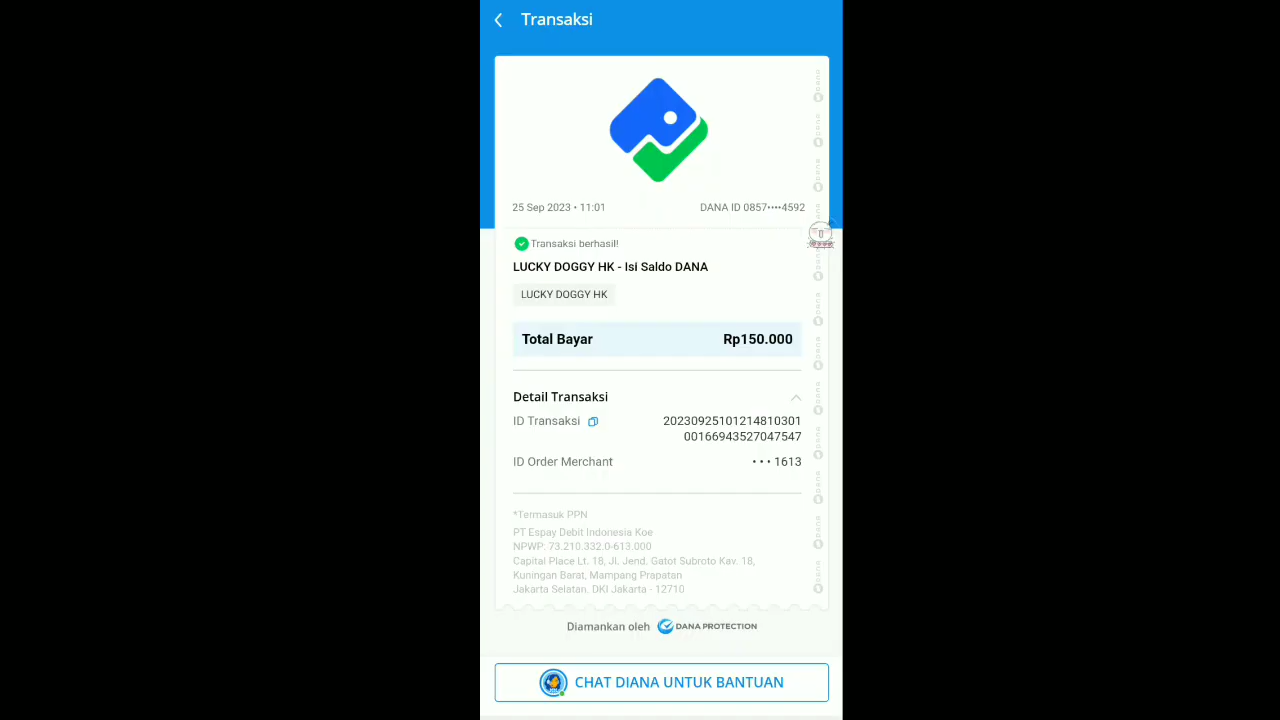 Transaksi
25 Sep 2023 • 11:01
DANA ID 0857••••4592
Transaksi berhasil!
LUCKY DOGGY HK - Isi Saldo DANA
LUCKY DOGGY HK
Total Bayar Rp150.000
Detail Transaksi
ID Transaksi 20230925101214810301
00166943527047547
ID Order Merchant • • • 1613
*Termasuk PPN
PT Espay Debit Indonesia Koe
NPWP: 73.210.332.0-613.000
Capital Place Lt. 18, Jl. Jend. Gatot Subroto Kav. 18,
Kuningan Barat, Mampang Prapatan
Jakarta Selatan, DKI Jakarta - 12710
Diamankan oleh DANA PROTECTION
CHAT DIANA UNTUK BANTUAN